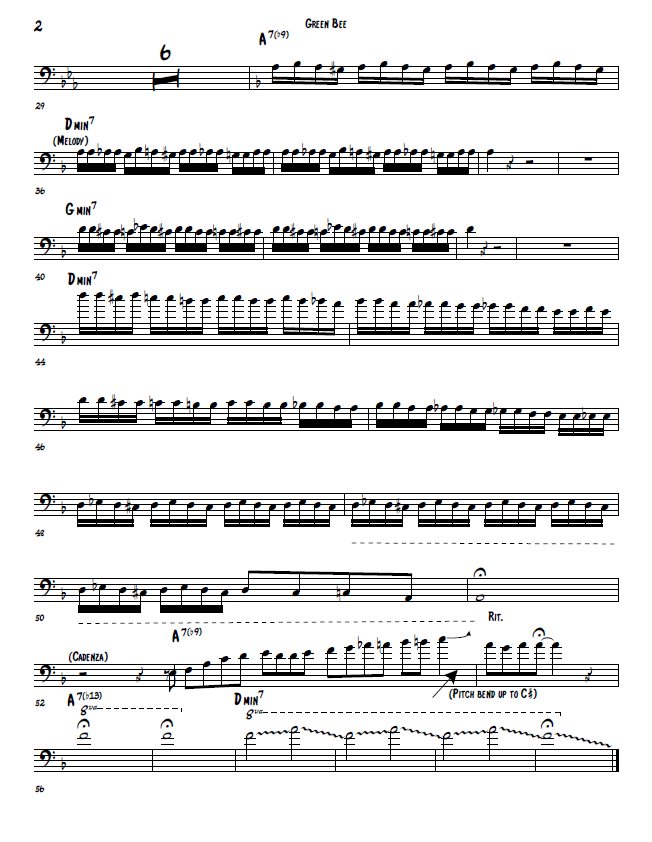 2
Green Bee
A7(♭9)
6
29
Dmin7
(Melody)
36
Gmin7
40
Dmin7
44
46
48
50
Rit.
A7(♭9)
(Cadenza)
(Pitch bend up to C♯)
52
A7(♭13)
Dmin7
8va
8va
56